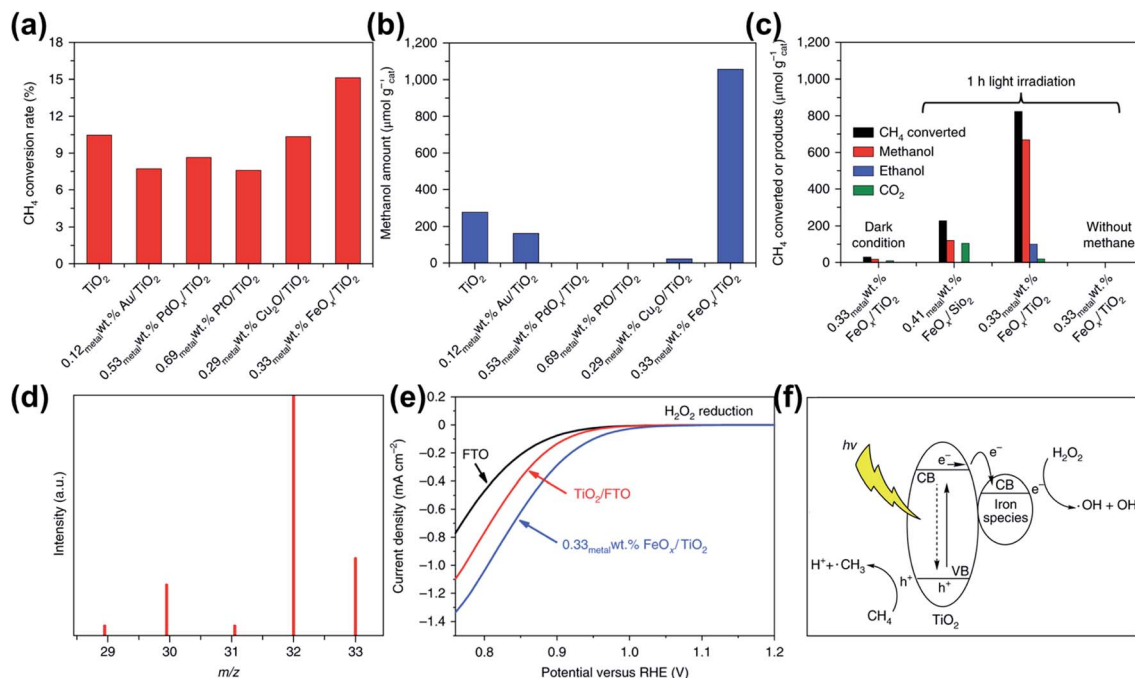 (a)
18
15
12
9
6
3
0
CH₄ conversion rate (%)
TiO₂
0.12metalwt.% Au/TiO₂
0.53metalwt.% PdOₓ/TiO₂
0.69metalwt.% PtO/TiO₂
0.29metalwt.% Cu₂O/TiO₂
0.33metalwt.% FeOₓ/TiO₂
(b)
1,200
1,000
800
600
400
200
0
Methanol amount (μmol g⁻¹cat)
TiO₂
0.12metalwt.% Au/TiO₂
0.53metalwt.% PdOₓ/TiO₂
0.69metalwt.% PtO/TiO₂
0.29metalwt.% Cu₂O/TiO₂
0.33metalwt.% FeOₓ/TiO₂
(c)
1,200
1,000
800
600
400
200
0
CH₄ converted or products (μmol g⁻¹cat)
1 h light irradiation
CH₄ converted
Methanol
Ethanol
CO₂
Dark
condition
Without
methane
0.33metalwt.%
FeOₓ/TiO₂
0.41metalwt.%
FeOₓ/SiO₂
0.33metalwt.%
FeOₓ/TiO₂
0.33metalwt.%
FeOₓ/TiO₂
(d)
Intensity (a.u.)
29 30 31 32 33
m/z
(e)
0.2
0
−0.2
−0.4
−0.6
−0.8
−1.0
−1.2
−1.4
Current density (mA cm⁻²)
H₂O₂ reduction
FTO
TiO₂/FTO
0.33metalwt.% FeOₓ/TiO₂
0.8 0.9 1.0 1.1 1.2
Potential versus RHE (V)
(f)
hν
e⁻
CB
e⁻
CB
Iron
species
e⁻
H₂O₂
·OH + OH
H⁺+·CH₃
CH₄
h⁺
VB
h⁺
TiO₂